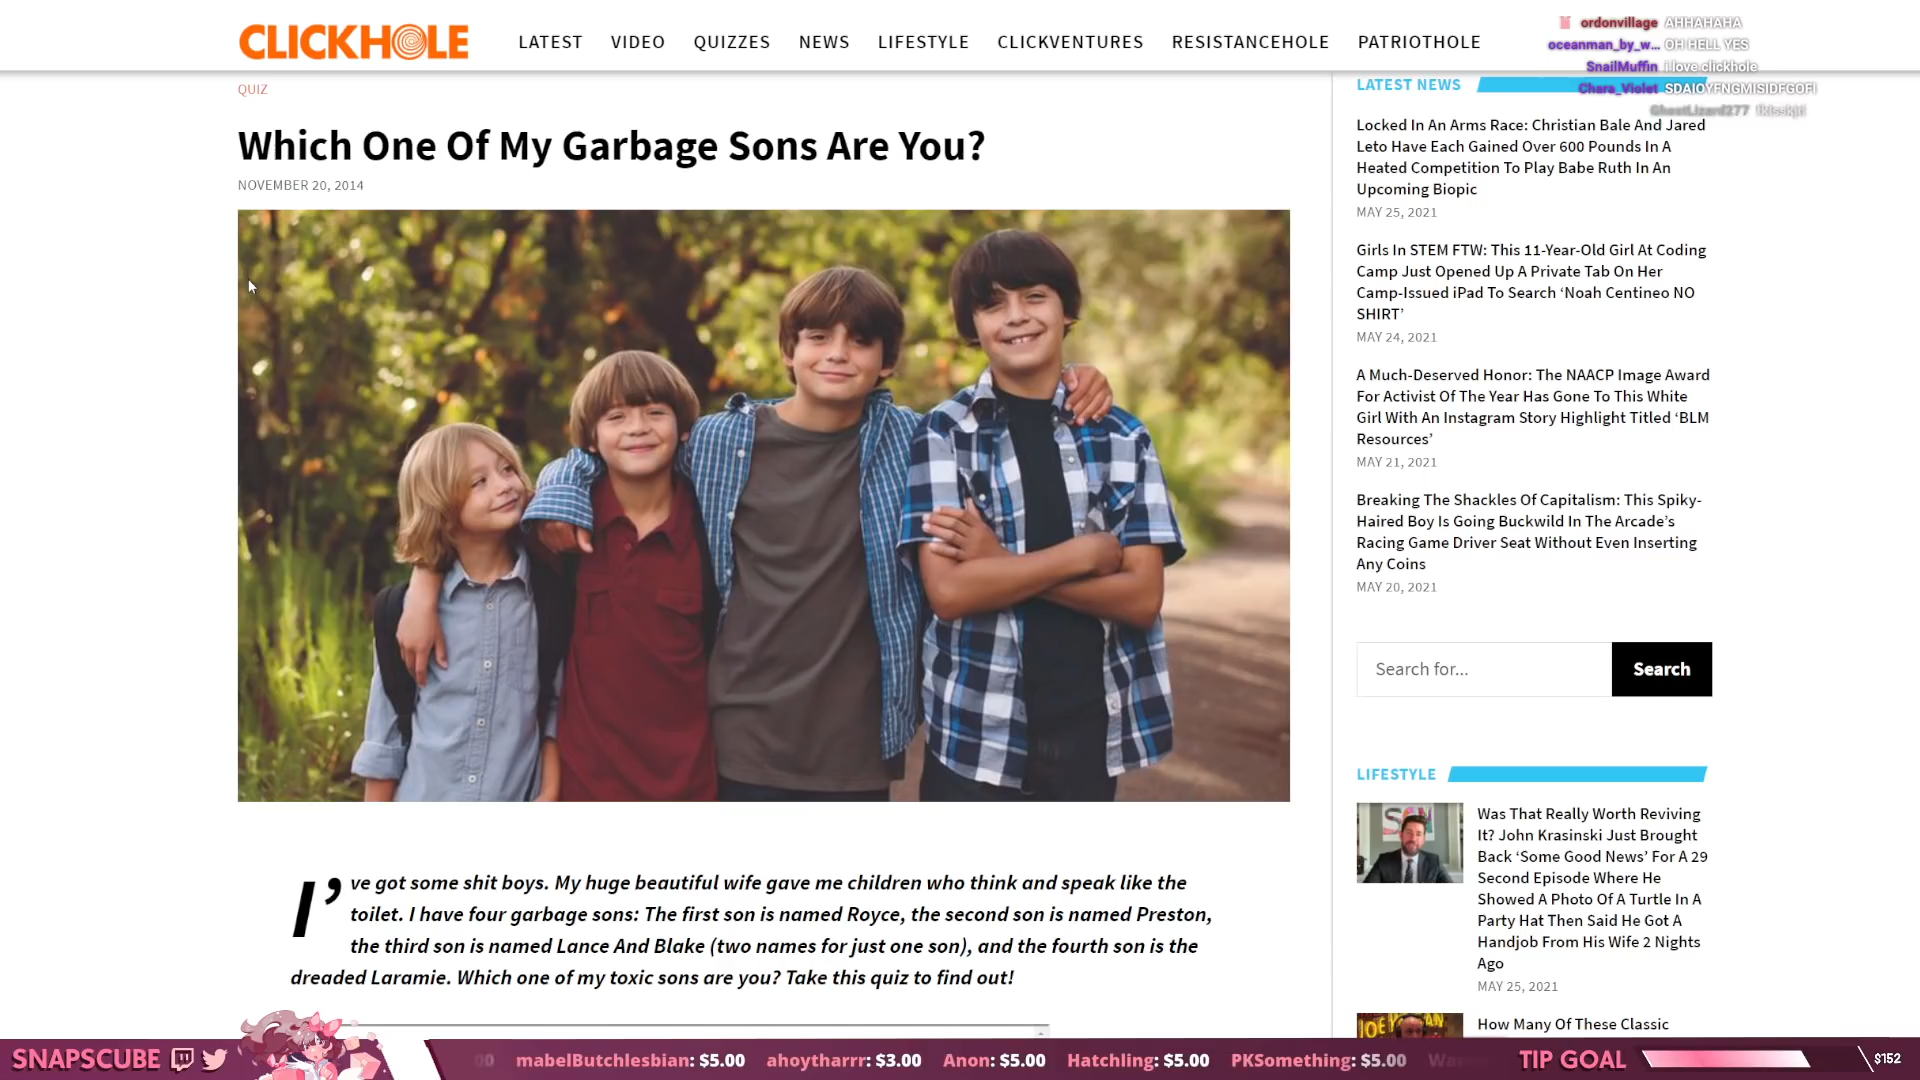 CLICKHOLE
LATEST VIDEO QUIZZES NEWS LIFESTYLE CLICKVENTURES RESISTANCEHOLE PATRIOTHOLE
ordonvillage AHHAHAHA
oceanman_by_w... OH HELL YES
SnailMuffin i love clickhole
Chara_Violet SDAIOYFNGMISIDFGOFI
GhostLizard277
QUIZ
Which One Of My Garbage Sons Are You?
NOVEMBER 20, 2014
I'
ve got some shit boys. My huge beautiful wife gave me children who think and speak like the
toilet. I have four garbage sons: The first son is named Royce, the second son is named Preston,
the third son is named Lance And Blake (two names for just one son), and the fourth son is the
dreaded Laramie. Which one of my toxic sons are you? Take this quiz to find out!
LATEST NEWS
Locked In An Arms Race: Christian Bale And Jared
Leto Have Each Gained Over 600 Pounds In A
Heated Competition To Play Babe Ruth In An
Upcoming Biopic
MAY 25, 2021
Girls In STEM FTW: This 11-Year-Old Girl At Coding
Camp Just Opened Up A Private Tab On Her
Camp-Issued iPad To Search ‘Noah Centineo NO
SHIRT’
MAY 24, 2021
A Much-Deserved Honor: The NAACP Image Award
For Activist Of The Year Has Gone To This White
Girl With An Instagram Story Highlight Titled ‘BLM
Resources’
MAY 21, 2021
Breaking The Shackles Of Capitalism: This Spiky-
Haired Boy Is Going Buckwild In The Arcade’s
Racing Game Driver Seat Without Even Inserting
Any Coins
MAY 20, 2021
Search for...
Search
LIFESTYLE
Was That Really Worth Reviving
It? John Krasinski Just Brought
Back ‘Some Good News’ For A 29
Second Episode Where He
Showed A Photo Of A Turtle In A
Party Hat Then Said He Got A
Handjob From His Wife 2 Nights
Ago
MAY 25, 2021
How Many Of These Classic
SNAPSCUBE
00 mabelButchlesbian: $5.00 ahoytharrr: $3.00 Anon: $5.00 Hatchling: $5.00 PKSomething: $5.00
TIP GOAL
$152